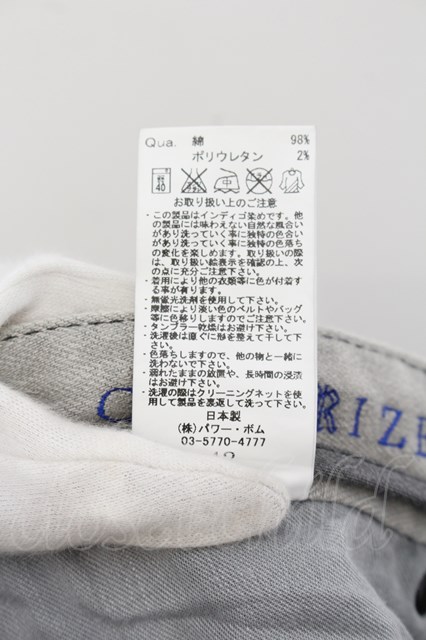 Qua. 綿 98%
ポリウレタン 2%
40
お取り扱い上のご注意
・この製品はインディゴ染めです。他
の製品には味わえない自然な風合い
があり洗っていく事に独特の色合い
があり洗っていく事に独特の色落ち
の変化を楽しめます。取り扱いの際
は、取り扱い絵表示を確認の上、次
の点に充分ご注意下さい。
・着用により他の衣類等に色が付着す
る事が有ります。
・無蛍光洗剤を使用して下さい。
・摩擦により淡い色のベルトやバッグ
等に色移りしますのでご注意下さい。
・タンブラー乾燥はお避け下さい。
・洗濯後は直ぐに形を整えて干して下
さい。
・色落ちしますので、他の物と一緒に
洗わないで下さい。
・濡れたままの放置や、長時間の浸漬
はお避け下さい。
・洗濯の際はクリーニングネットを使
用して製品を裏返して洗って下さい。
日本製
(株)パワー・ボム
03-5770-4777
C RIZE